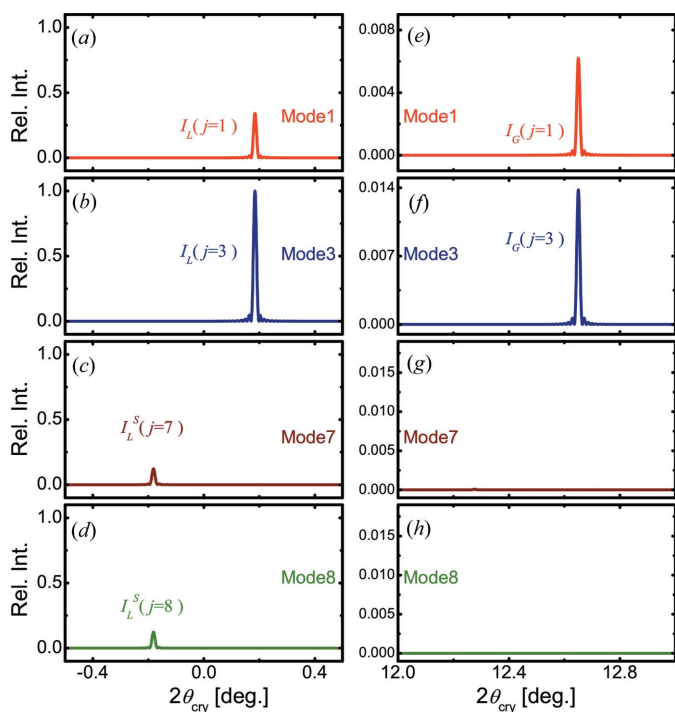 (a)
Rel. Int.
1.0
0.5
0.0
I_L(j=1)
Mode1
(e)
0.008
0.004
0.000
I_G(j=1)
Mode1
(b)
Rel. Int.
1.0
0.5
0.0
I_L(j=3)
Mode3
(f)
0.014
0.007
0.000
I_G(j=3)
Mode3
(c)
Rel. Int.
1.0
0.5
0.0
I_L^S(j=7)
Mode7
(g)
0.015
0.010
0.005
0.000
Mode7
(d)
Rel. Int.
1.0
0.5
0.0
I_L^S(j=8)
Mode8
(h)
0.015
0.010
0.005
0.000
Mode8
-0.4 0.0 0.4
2θ_cry [deg.]
12.0 12.4 12.8
2θ_cry [deg.]